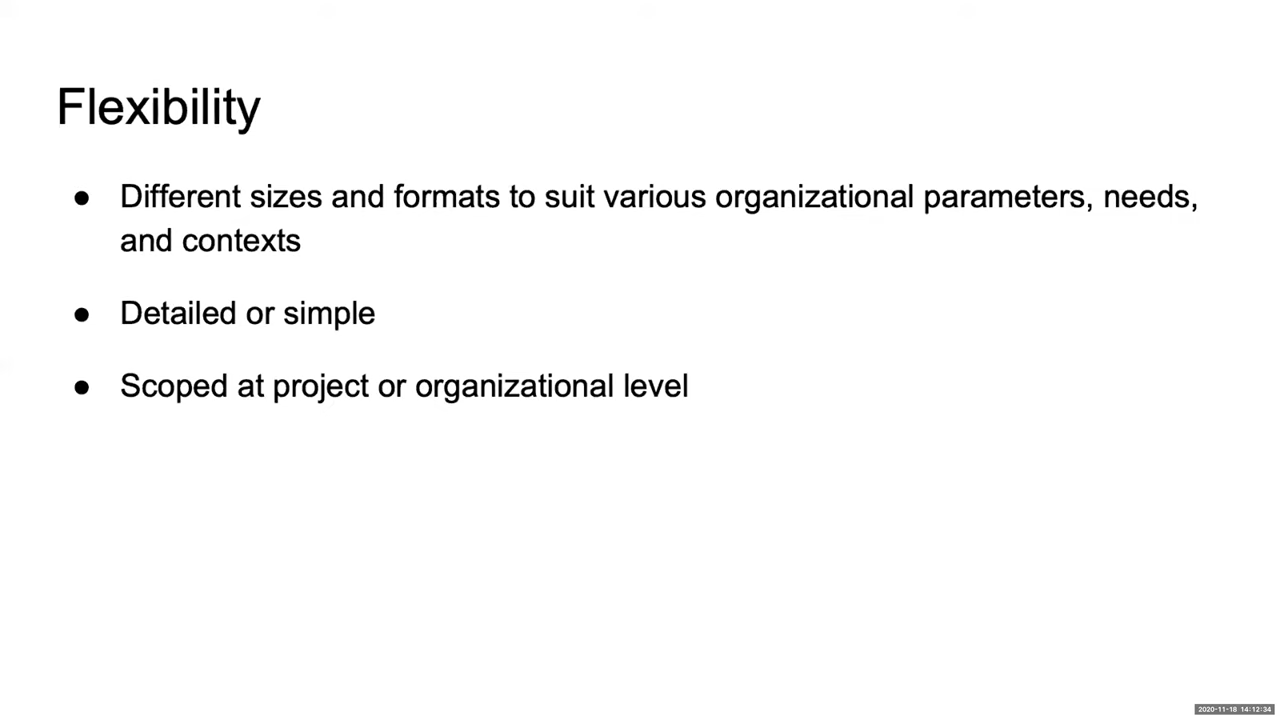 Flexibility
● Different sizes and formats to suit various organizational parameters, needs,
and contexts
● Detailed or simple
● Scoped at project or organizational level
2020-11-18 14:12:34